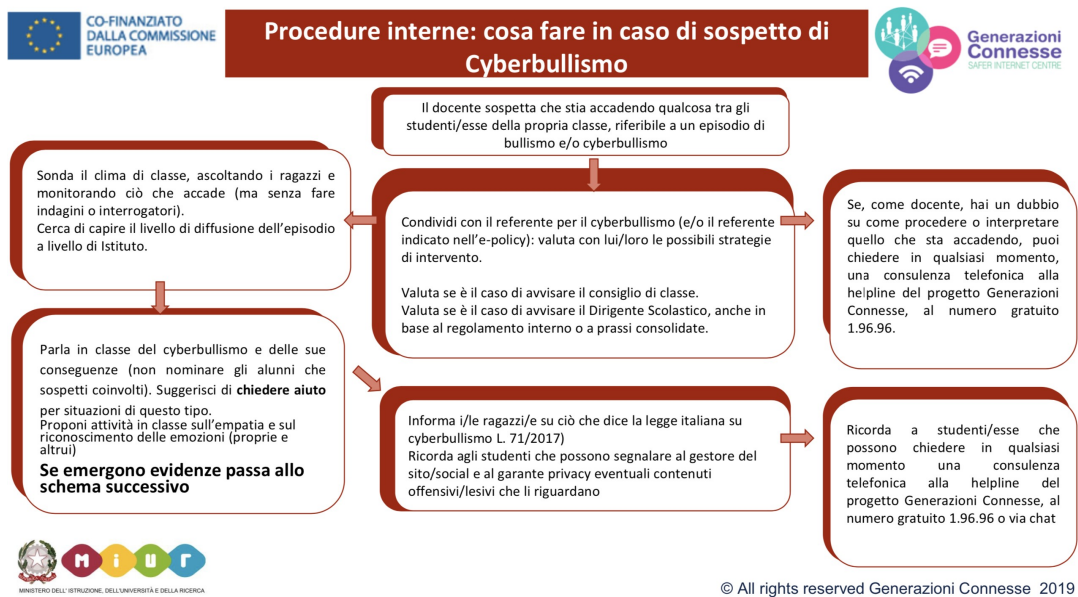 CO-FINANZIATO
DALLA COMMISSIONE
EUROPEA
Procedure interne: cosa fare in caso di sospetto di
Cyberbullismo
Generazioni
Connesse
SAFER INTERNET CENTRE
Il docente sospetta che stia accadendo qualcosa tra gli
studenti/esse della propria classe, riferibile a un episodio di
bullismo e/o cyberbullismo
Sonda il clima di classe, ascoltando i ragazzi e
monitorando ciò che accade (ma senza fare
indagini o interrogatori).
Cerca di capire il livello di diffusione dell'episodio
a livello di Istituto.
Condividi con il referente per il cyberbullismo (e/o il referente
indicato nell'e-policy): valuta con lui/loro le possibili strategie
di intervento.
Valuta se è il caso di avvisare il consiglio di classe.
Valuta se è il caso di avvisare il Dirigente Scolastico, anche in
base al regolamento interno o a prassi consolidate.
Se, come docente, hai un dubbio
su come procedere o interpretare
quello che sta accadendo, puoi
chiedere in qualsiasi momento,
una consulenza telefonica alla
helpline del progetto Generazioni
Connesse, al numero gratuito
1.96.96.
Parla in classe del cyberbullismo e delle sue
conseguenze (non nominare gli alunni che
sospetti coinvolti). Suggerisci di chiedere aiuto
per situazioni di questo tipo.
Proponi attività in classe sull'empatia e sul
riconoscimento delle emozioni (proprie e
altrui)
Se emergono evidenze passa allo
schema successivo
Informa i/le ragazzi/e su ciò che dice la legge italiana su
cyberbullismo L. 71/2017)
Ricorda agli studenti che possono segnalare al gestore del
sito/social e al garante privacy eventuali contenuti
offensivi/lesivi che li riguardano
Ricorda a studenti/esse che
possono chiedere in qualsiasi
momento una consulenza
telefonica alla helpline del
progetto Generazioni Connesse, al
numero gratuito 1.96.96 o via chat
miur
MINISTERO DELL' ISTRUZIONE, DELL'UNIVERSITÀ E DELLA RICERCA
© All rights reserved Generazioni Connesse 2019